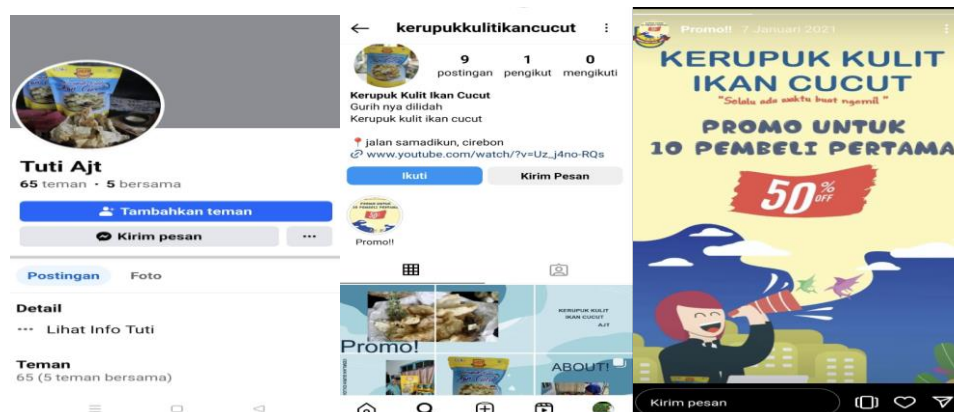 Tuti Ajt
65 teman • 5 bersama
Tambahkan teman
Kirim pesan
Postingan Foto
Detail
Lihat Info Tuti
Teman
65 (5 teman bersama)
kerupukkulitikancucut
9 1 0
postingan pengikut mengikuti
Kerupuk Kulit Ikan Cucut
Gurih nya dilidah
Kerupuk kulit ikan cucut
jalan samadikun, cirebon
www.youtube.com/watch/?v=Uz_j4no-RQs
Ikuti Kirim Pesan
Promo!!
KERUPUK KULIT
IKAN CUCUT
AJT
Promo!
ABOUT!
Promo!! 7 Januari 2021
KERUPUK KULIT
IKAN CUCUT
"Selalu ada waktu buat ngemil"
PROMO UNTUK
10 PEMBELI PERTAMA
50%
OFF
Kirim pesan